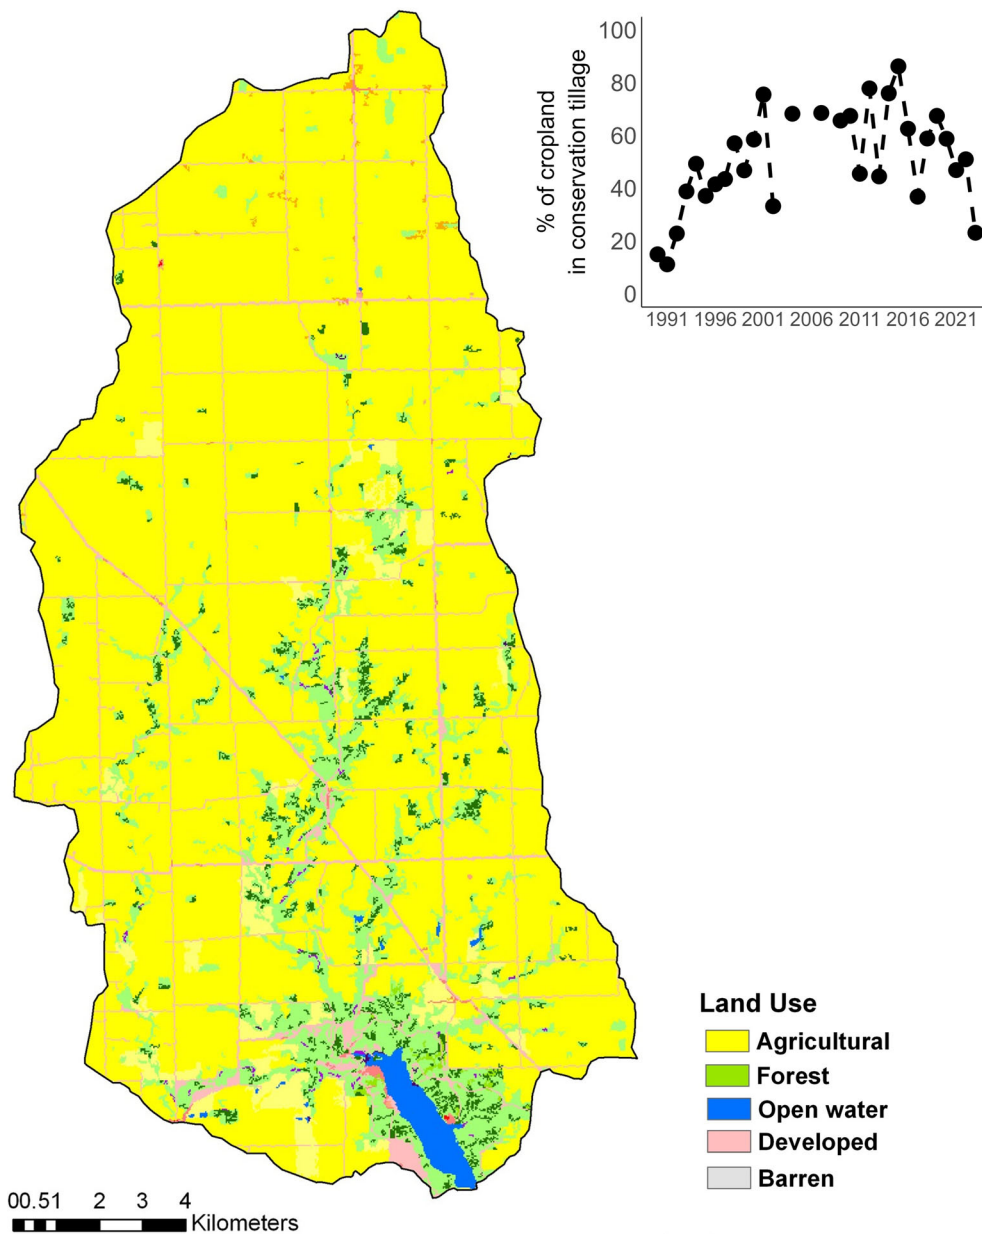 % of cropland
in conservation tillage
100
80
60
40
20
0
1991 1996 2001 2006 2011 2016 2021
Land Use
Agricultural
Forest
Open water
Developed
Barren
00.51 2 3 4
Kilometers